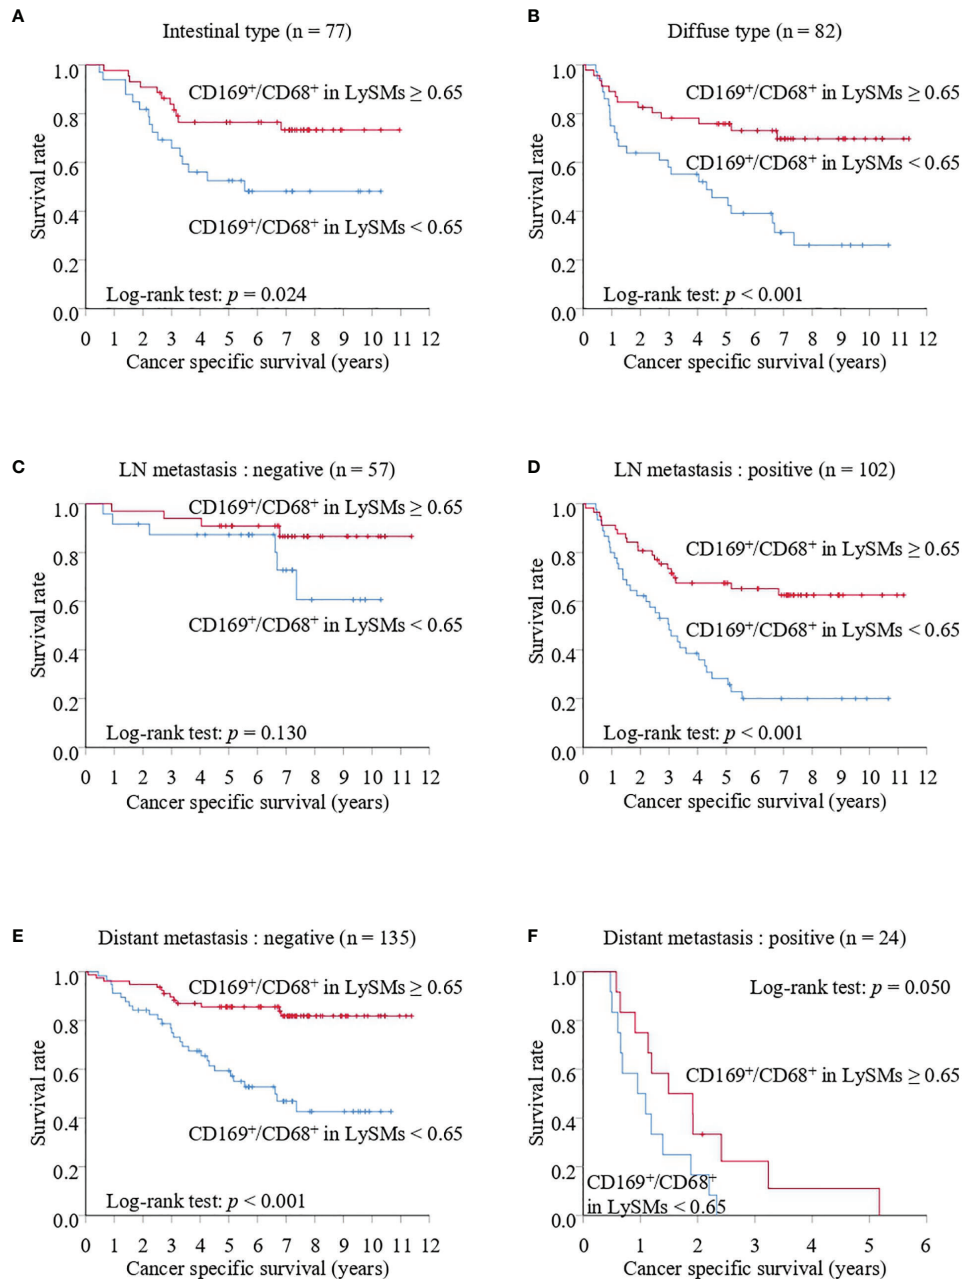 A
Intestinal type (n = 77)
1.0
0.8
0.6
0.4
0.2
0.0
Survival rate
CD169+/CD68+ in LySMs ≥ 0.65
CD169+/CD68+ in LySMs < 0.65
Log-rank test: p = 0.024
0 1 2 3 4 5 6 7 8 9 10 11 12
Cancer specific survival (years)
B
Diffuse type (n = 82)
1.0
0.8
0.6
0.4
0.2
0.0
Survival rate
CD169+/CD68+ in LySMs ≥ 0.65
CD169+/CD68+ in LySMs < 0.65
Log-rank test: p < 0.001
0 1 2 3 4 5 6 7 8 9 10 11 12
Cancer specific survival (years)
C
LN metastasis : negative (n = 57)
1.0
0.8
0.6
0.4
0.2
0.0
Survival rate
CD169+/CD68+ in LySMs ≥ 0.65
CD169+/CD68+ in LySMs < 0.65
Log-rank test: p = 0.130
0 1 2 3 4 5 6 7 8 9 10 11 12
Cancer specific survival (years)
D
LN metastasis : positive (n = 102)
1.0
0.8
0.6
0.4
0.2
0.0
Survival rate
CD169+/CD68+ in LySMs ≥ 0.65
CD169+/CD68+ in LySMs < 0.65
Log-rank test: p < 0.001
0 1 2 3 4 5 6 7 8 9 10 11 12
Cancer specific survival (years)
E
Distant metastasis : negative (n = 135)
1.0
0.8
0.6
0.4
0.2
0.0
Survival rate
CD169+/CD68+ in LySMs ≥ 0.65
CD169+/CD68+ in LySMs < 0.65
Log-rank test: p < 0.001
0 1 2 3 4 5 6 7 8 9 10 11 12
Cancer specific survival (years)
F
Distant metastasis : positive (n = 24)
1.0
0.8
0.6
0.4
0.2
0.0
Survival rate
Log-rank test: p = 0.050
CD169+/CD68+ in LySMs ≥ 0.65
CD169+/CD68+
in LySMs < 0.65
0 1 2 3 4 5 6
Cancer specific survival (years)